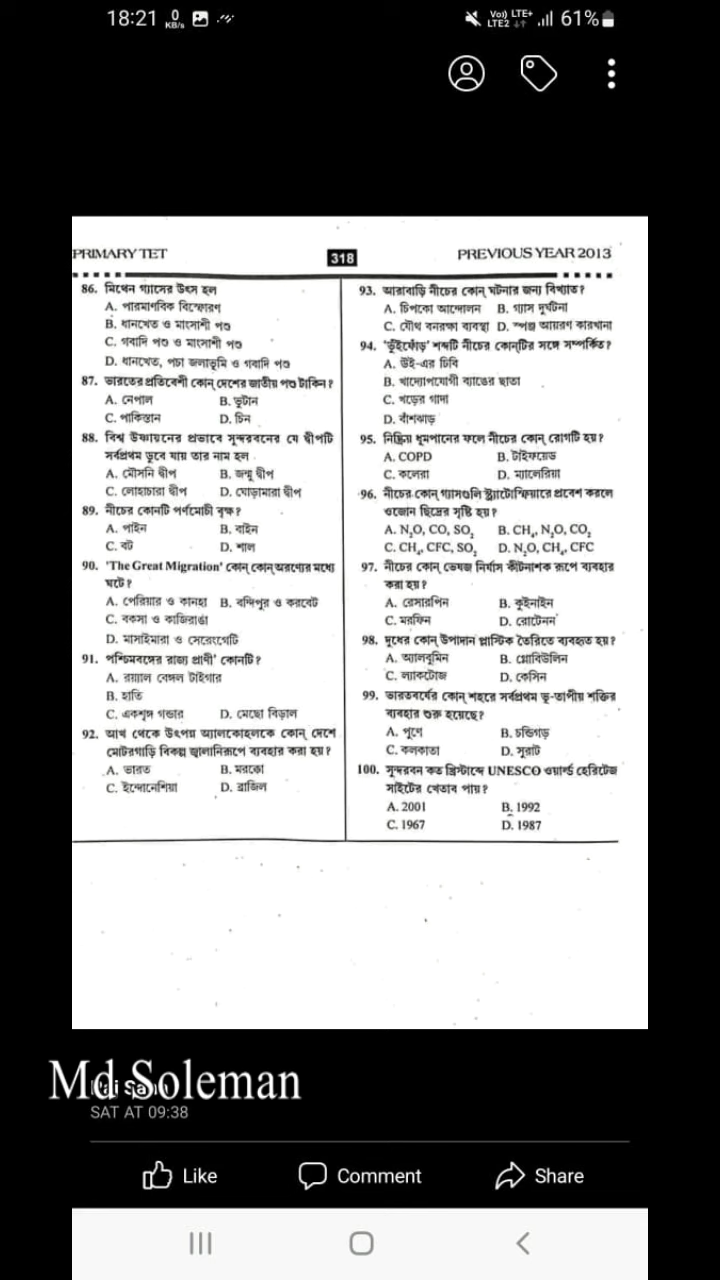 18:21 0 KB/s Vo) LTE+ LTE2 61%
PRIMARY TET
318
PREVIOUS YEAR 2013
86. মিথেন গ্যাসের উৎস হল
A. পারমাণবিক বিস্ফোরণ
B. ধানখেত ও মাংসাশী পশু
C. গবাদি পশু ও মাংসাশী পশু
D. ধানখেত, পচা জলাভূমি ও গবাদি পশু
87. ভারতের প্রতিবেশী কোন্ দেশের জাতীয় পশু টাকিন?
A. নেপাল B. ভুটান
C. পাকিস্তান D. চিন
88. বিশ্ব উষ্ণায়নের প্রভাবে সুন্দরবনের যে দ্বীপটি
সর্বপ্রথম ডুবে যায় তার নাম হল
A. মৌসনি দ্বীপ B. জম্মু দ্বীপ
C. লোহাচারা দ্বীপ D. ঘোড়ামারা দ্বীপ
89. নীচের কোনটি পর্ণমোচী বৃক্ষ?
A. পাইন B. বাইন
C. বট D. শাল
90. 'The Great Migration' কোন্ কোন্ অরণ্যের মধ্যে
ঘটে?
A. পেরিয়ার ও কানহা B. বন্দিপুর ও করবেট
C. বকসা ও কাজিরাঙা
D. মাসাইমারা ও সেরেংগেটি
91. পশ্চিমবঙ্গের রাজ্য প্রাণী' কোনটি?
A. রয়্যাল বেঙ্গল টাইগার
B. হাতি
C. একশৃঙ্গ গন্ডার D. মেছো বিড়াল
92. আখ থেকে উৎপন্ন অ্যালকোহলকে কোন্ দেশে
মোটরগাড়ি বিকল্প জ্বালানিরূপে ব্যবহার করা হয়?
A. ভারত B. মরক্কো
C. ইন্দোনেশিয়া D. ব্রাজিল
93. আরাবাড়ি নীচের কোন্ ঘটনার জন্য বিখ্যাত?
A. চিপকো আন্দোলন B. গ্যাস দুর্ঘটনা
C. যৌথ বনরক্ষা ব্যবস্থা D. স্পঞ্জ আয়রণ কারখানা
94. 'ভুঁইফোঁড়' শব্দটি নীচের কোন্‌টির সঙ্গে সম্পর্কিত?
A. উই-এর ঢিবি
B. খাদ্যোপযোগী ব্যাঙের ছাতা
C. খড়ের গাদা
D. বাঁশঝাড়
95. নিষ্ক্রিয় ধূমপানের ফলে নীচের কোন্ রোগটি হয়?
A. COPD B. টাইফয়েড
C. কলেরা D. ম্যালেরিয়া
96. নীচের কোন্ গ্যাসগুলি স্ট্র্যাটোস্ফিয়ারে প্রবেশ করলে
ওজোন ছিদ্রের সৃষ্টি হয়?
A. N₂O, CO, SO₂ B. CH₄, N₂O, CO₂
C. CH₄, CFC, SO₂ D. N₂O, CH₄, CFC
97. নীচের কোন্ ভেষজ নির্যাস কীটনাশক রূপে ব্যবহার
করা হয়?
A. রেসারপিন B. কুইনাইন
C. মরফিন D. রোটেনন
98. দুধের কোন্ উপাদান প্লাস্টিক তৈরিতে ব্যবহৃত হয়?
A. অ্যালবুমিন B. গ্লোবিউলিন
C. ল্যাকটোজ D. কেসিন
99. ভারতবর্ষের কোন্ শহরে সর্বপ্রথম ভূ-তাপীয় শক্তির
ব্যবহার শুরু হয়েছে?
A. পুণে B. চন্ডিগড়
C. কলকাতা D. সুরাট
100. সুন্দরবন কত খ্রিস্টাব্দে UNESCO ওয়ার্ল্ড হেরিটেজ
সাইটের খেতাব পায়?
A. 2001 B. 1992
C. 1967 D. 1987
Md Soleman
SAT AT 09:38
Like Comment Share